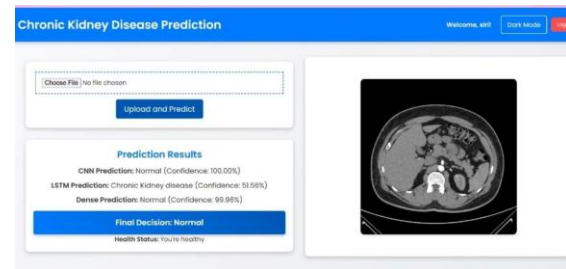 Chronic Kidney Disease Prediction
Welcome, siri!
Dark Mode
Choose File No file chosen
Upload and Predict
Prediction Results
CNN Prediction: Normal (Confidence: 100.00%)
LSTM Prediction: Chronic Kidney disease (Confidence: 51.56%)
Dense Prediction: Normal (Confidence: 99.96%)
Final Decision: Normal
Health Status: You're healthy